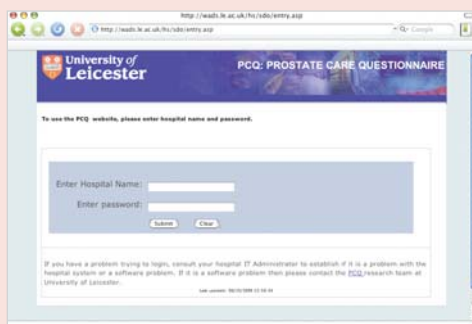 http://wads.le.ac.uk/hs/sdo/entry.asp
http://wads.le.ac.uk/hs/sdo/entry.asp
Google
University of
Leicester
PCQ: PROSTATE CARE QUESTIONNAIRE
To use the PCQ website, please enter hospital name and password.
Enter Hospital Name:
Enter password:
Submit Clear
If you have a problem trying to login, consult your hospital IT Administrator to establish if it is a problem with the
hospital system or a software problem. If it is a software problem then please contact the PCQ research team at
University of Leicester.